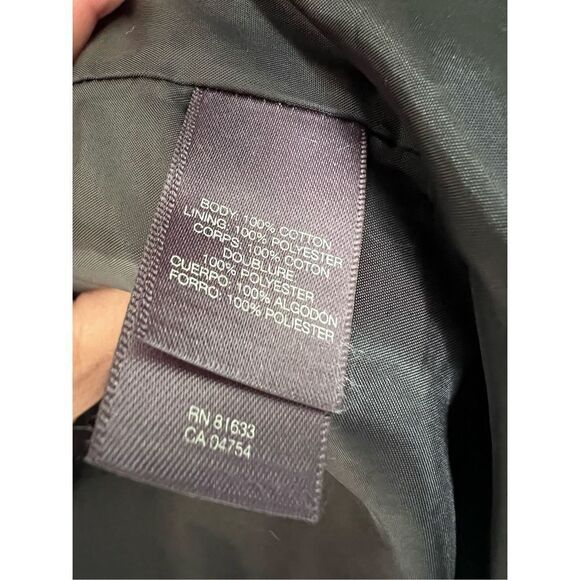 BODY: 100% COTTON
LINING: 100% POLYESTER
CORPS: 100% COTON
DOUBLURE:
100% POLYESTER
CUERPO: 100% ALGODON
FORRO: 100% POLIESTER
RN 81633
CA 04754